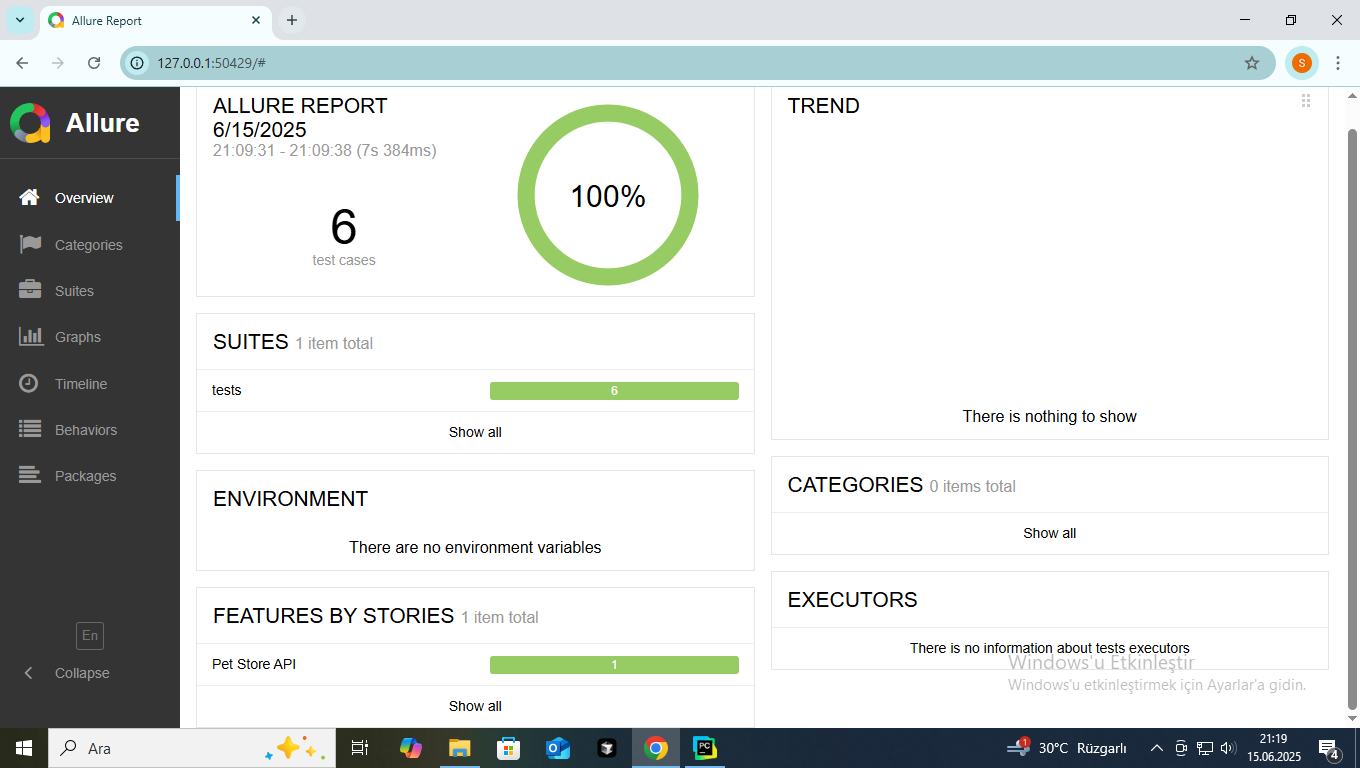 Allure Report
127.0.0.1:50429/#
S
Allure
Overview
Categories
Suites
Graphs
Timeline
Behaviors
Packages
En
Collapse
ALLURE REPORT
6/15/2025
21:09:31 - 21:09:38 (7s 384ms)
6
test cases
100%
SUITES 1 item total
tests 6
Show all
ENVIRONMENT
There are no environment variables
FEATURES BY STORIES 1 item total
Pet Store API 1
Show all
TREND
There is nothing to show
CATEGORIES 0 items total
Show all
EXECUTORS
There is no information about tests executors
Windows'u Etkinleştir
Windows'u etkinleştirmek için Ayarlar'a gidin.
Ara
PC
1
30°C Rüzgarlı
21:19
15.06.2025
4